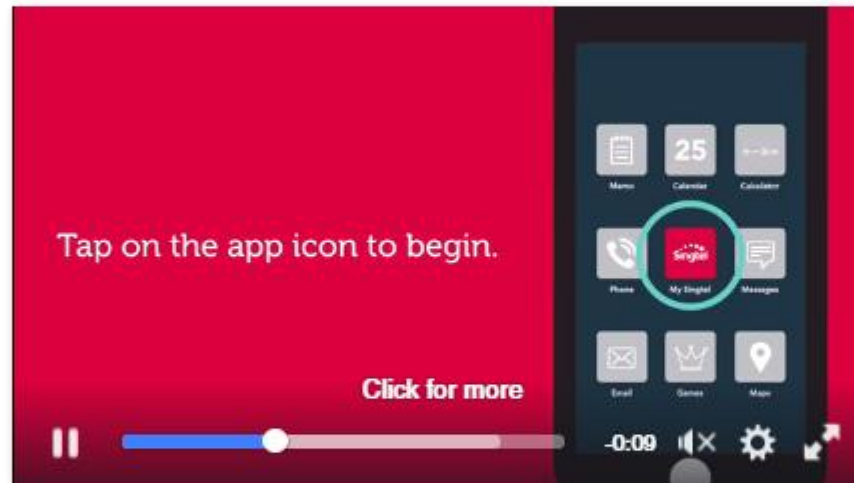 25
Memo Calendar Calculator
Tap on the app icon to begin.
Singtel
Phone My Singtel Messages
Email Games Maps
Click for more
-0:09